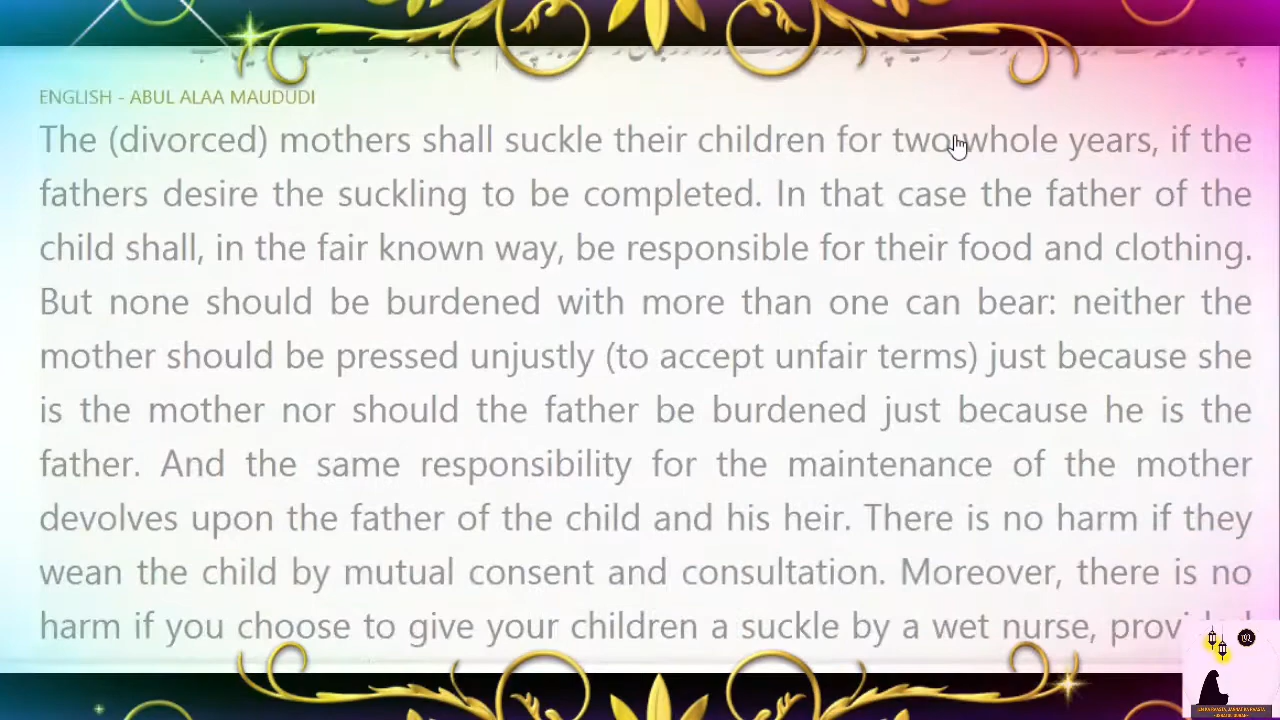 ENGLISH - ABUL ALAA MAUDUDI
The (divorced) mothers shall suckle their children for two whole years, if the
fathers desire the suckling to be completed. In that case the father of the
child shall, in the fair known way, be responsible for their food and clothing.
But none should be burdened with more than one can bear: neither the
mother should be pressed unjustly (to accept unfair terms) just because she
is the mother nor should the father be burdened just because he is the
father. And the same responsibility for the maintenance of the mother
devolves upon the father of the child and his heir. There is no harm if they
wean the child by mutual consent and consultation. Moreover, there is no
harm if you choose to give your children a suckle by a wet nurse,